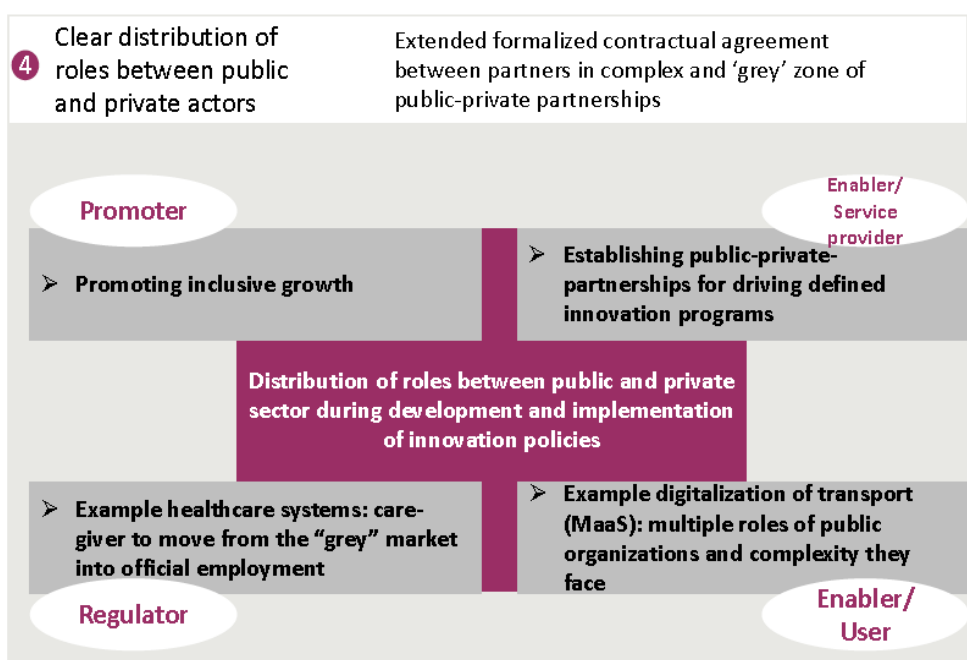 4
Clear distribution of
roles between public
and private actors
Extended formalized contractual agreement
between partners in complex and ‘grey’ zone of
public-private partnerships
Promoter
Enabler/
Service
provider
➢ Promoting inclusive growth
➢ Establishing public-private-
partnerships for driving defined
innovation programs
Distribution of roles between public and private
sector during development and implementation
of innovation policies
➢ Example healthcare systems: care-
giver to move from the “grey” market
into official employment
➢ Example digitalization of transport
(MaaS): multiple roles of public
organizations and complexity they
face
Regulator
Enabler/
User